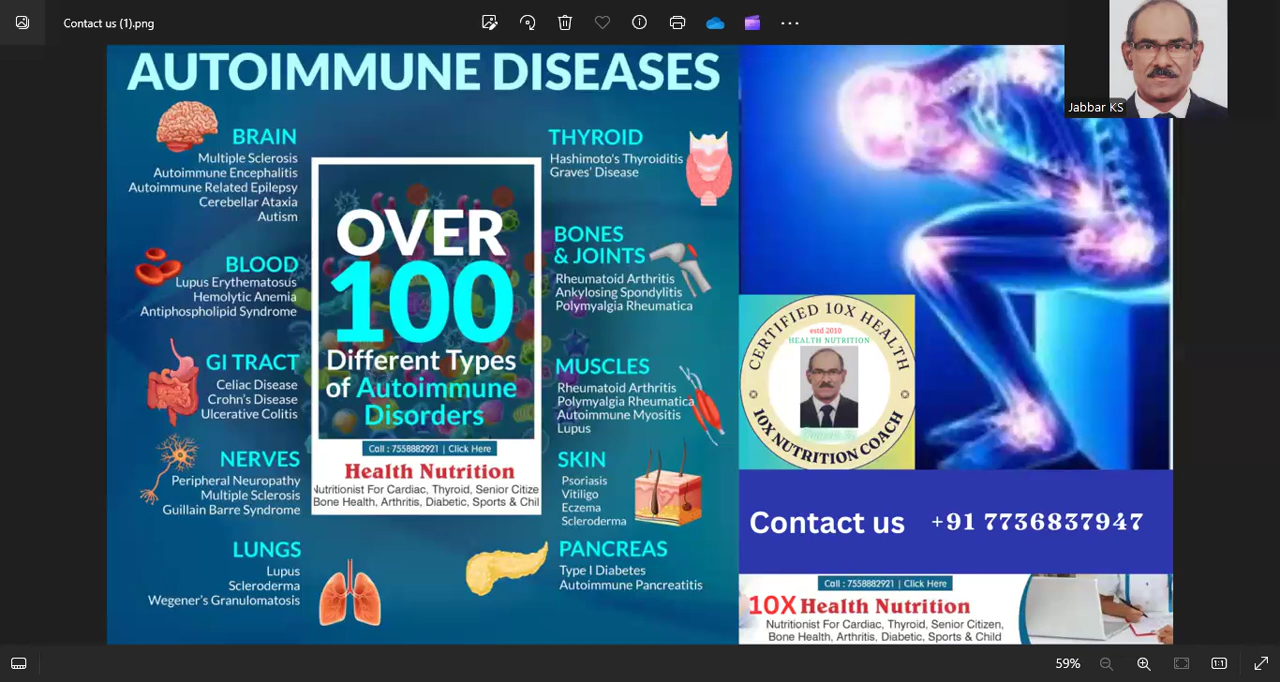 Contact us (1).png
Jabbar KS
AUTOIMMUNE DISEASES
BRAIN
Multiple Sclerosis
Autoimmune Encephalitis
Autoimmune Related Epilepsy
Cerebellar Ataxia
Autism
BLOOD
Lupus Erythematosus
Hemolytic Anemia
Antiphospholipid Syndrome
GI TRACT
Celiac Disease
Crohn's Disease
Ulcerative Colitis
NERVES
Peripheral Neuropathy
Multiple Sclerosis
Guillain Barre Syndrome
LUNGS
Lupus
Scleroderma
Wegener's Granulomatosis
OVER
100
Different Types
of Autoimmune
Disorders
Call : 7558882921 | Click Here
Health Nutrition
Nutritionist For Cardiac, Thyroid, Senior Citize
Bone Health, Arthritis, Diabetic, Sports & Chil
THYROID
Hashimoto's Thyroiditis
Graves' Disease
BONES
& JOINTS
Rheumatoid Arthritis
Ankylosing Spondylitis
Polymyalgia Rheumatica
MUSCLES
Rheumatoid Arthritis
Polymyalgia Rheumatica
Autoimmune Myositis
Lupus
SKIN
Psoriasis
Vitiligo
Eczema
Scleroderma
PANCREAS
Type I Diabetes
Autoimmune Pancreatitis
CERTIFIED 10X HEALTH
estd 2010
HEALTH NUTRITION
10X NUTRITION COACH
Contact us +91 7736837947
Call : 7558882921 | Click Here
10X Health Nutrition
Nutritionist For Cardiac, Thyroid, Senior Citizen,
Bone Health, Arthritis, Diabetic, Sports & Child
59%
1:1